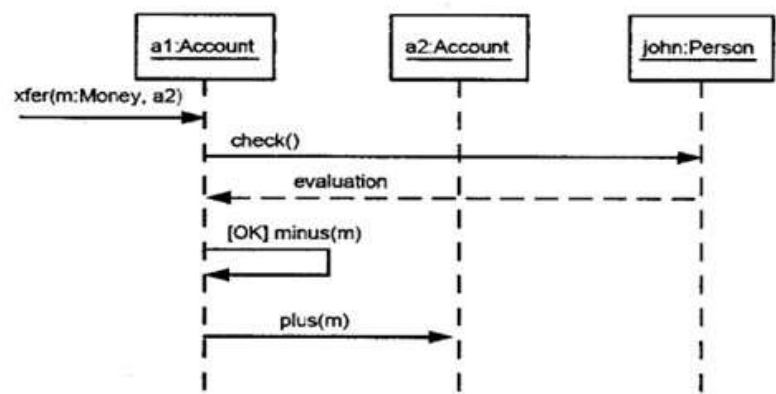 a1:Account
a2:Account
john:Person
xfer(m:Money, a2)
check()
evaluation
[OK] minus(m)
plus(m)